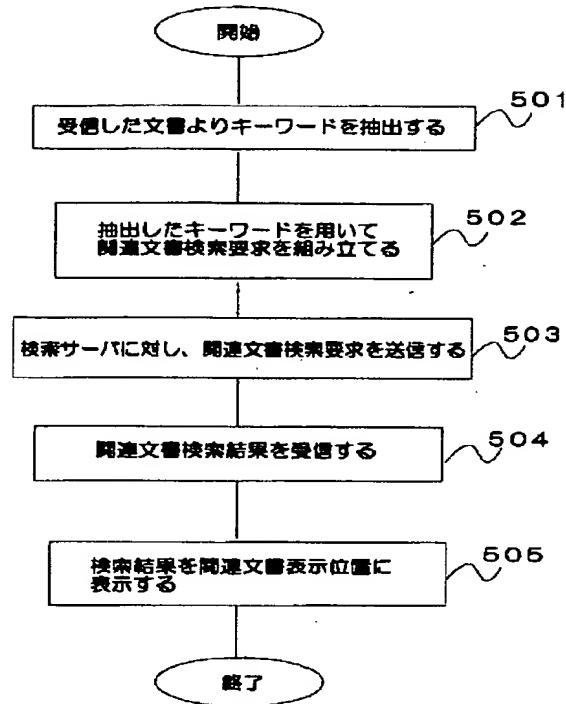 開始
受信した文書よりキーワードを抽出する
501
抽出したキーワードを用いて
関連文書検索要求を組み立てる
502
検索サーバに対し、関連文書検索要求を送信する
503
関連文書検索結果を受信する
504
検索結果を関連文書表示位置に
表示する
505
終了